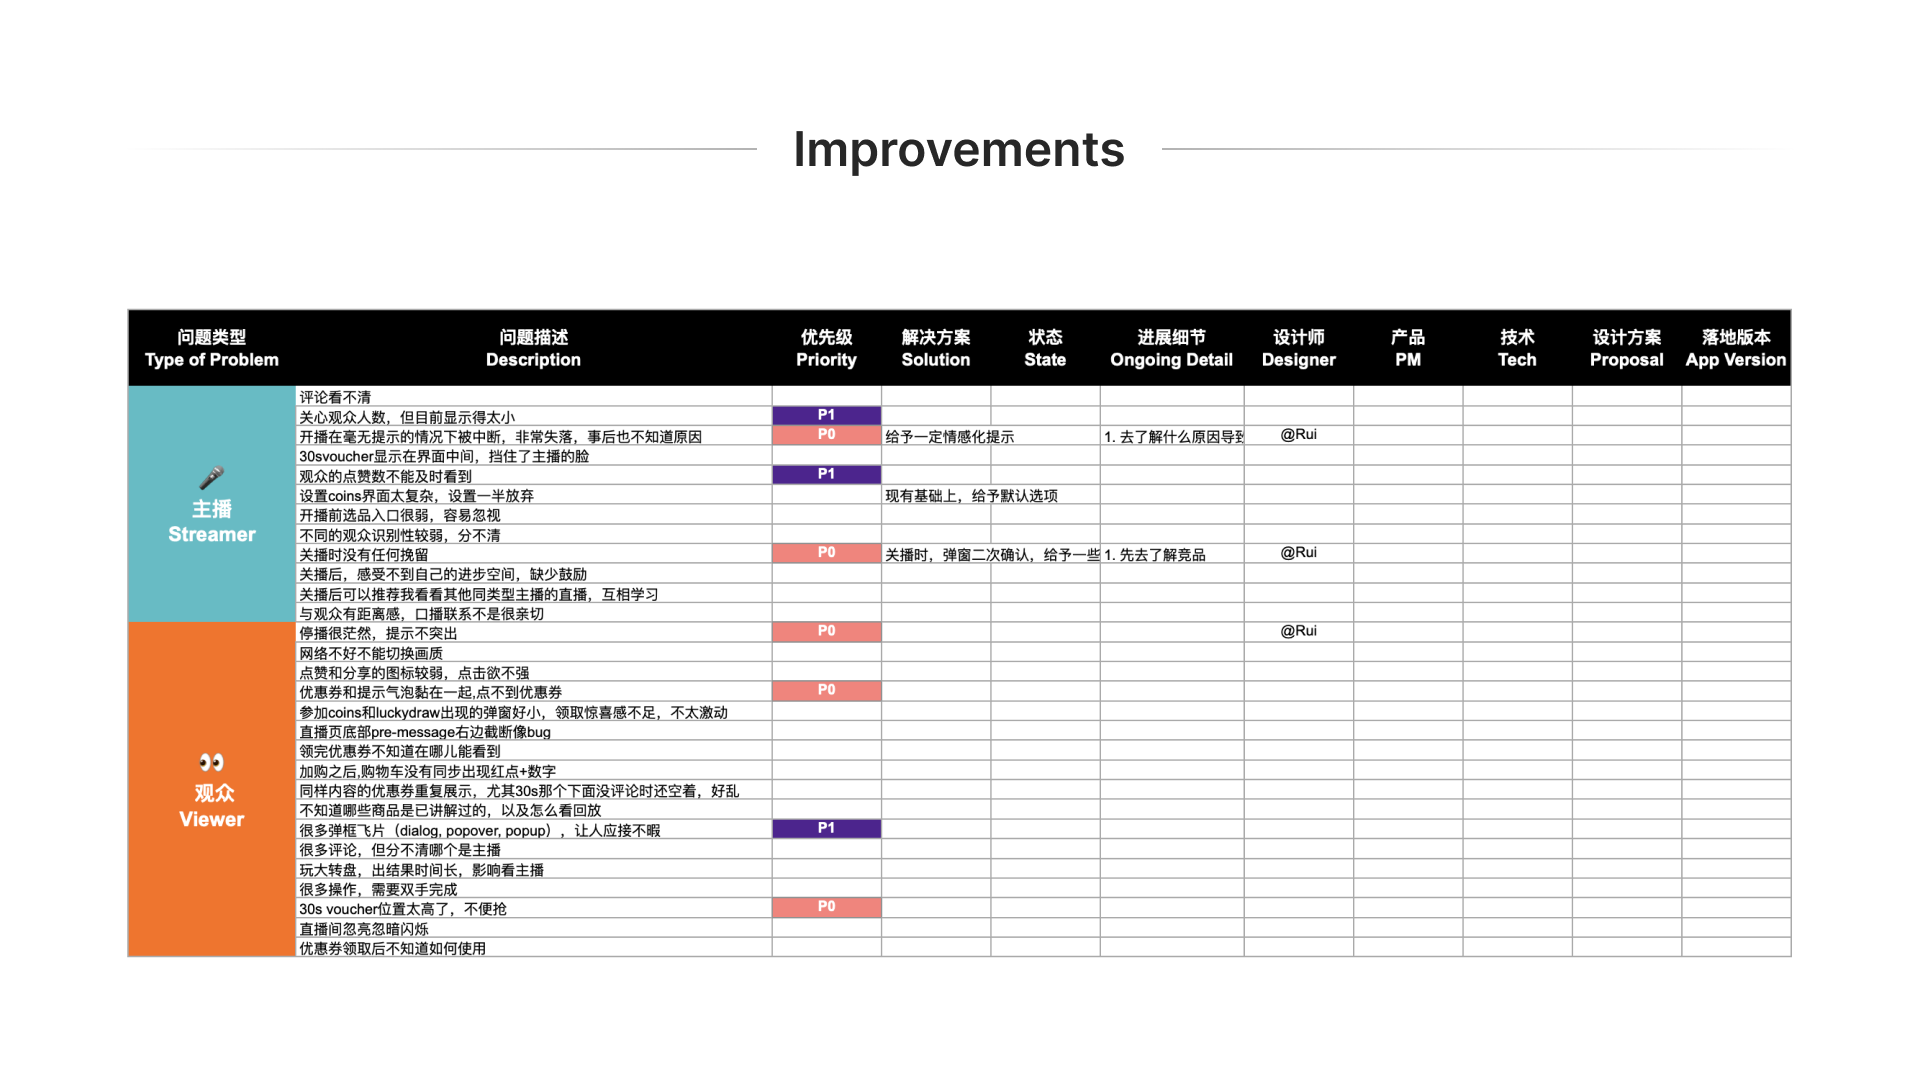 Improvements
问题类型 问题描述 优先级 解决方案 状态 进展细节 设计师 产品 技术 设计方案 落地版本
Type of Problem Description Priority Solution State Ongoing Detail Designer PM Tech Proposal App Version
主播
Streamer
评论看不清
关心观众人数，但目前显示得太小 P1
开播在毫无提示的情况下被中断，非常失落，事后也不知道原因 P0 给予一定情感化提示 1. 去了解什么原因导致 @Rui
30svoucher显示在界面中间，挡住了主播的脸
观众的点赞数不能及时看到 P1
设置coins界面太复杂，设置一半放弃 现有基础上，给予默认选项
开播前选品入口很弱，容易忽视
不同的观众识别性较弱，分不清
关播时没有任何挽留 P0 关播时，弹窗二次确认，给予一些 1. 先去了解竞品 @Rui
关播后，感受不到自己的进步空间，缺少鼓励
关播后可以推荐我看看其他同类型主播的直播，互相学习
与观众有距离感，口播联系不是很亲切
观众
Viewer
停播很茫然，提示不突出 P0 @Rui
网络不好不能切换画质
点赞和分享的图标较弱，点击欲不强
优惠券和提示气泡黏在一起,点不到优惠券 P0
参加coins和luckydraw出现的弹窗好小，领取惊喜感不足，不太激动
直播页底部pre-message右边截断像bug
领完优惠券不知道在哪儿能看到
加购之后,购物车没有同步出现红点+数字
同样内容的优惠券重复展示，尤其30s那个下面没评论时还空着，好乱
不知道哪些商品是已讲解过的，以及怎么看回放
很多弹框飞片（dialog, popover, popup），让人应接不暇 P1
很多评论，但分不清哪个是主播
玩大转盘，出结果时间长，影响看主播
很多操作，需要双手完成
30s voucher位置太高了，不便抢 P0
直播间忽亮忽暗闪烁
优惠券领取后不知道如何使用